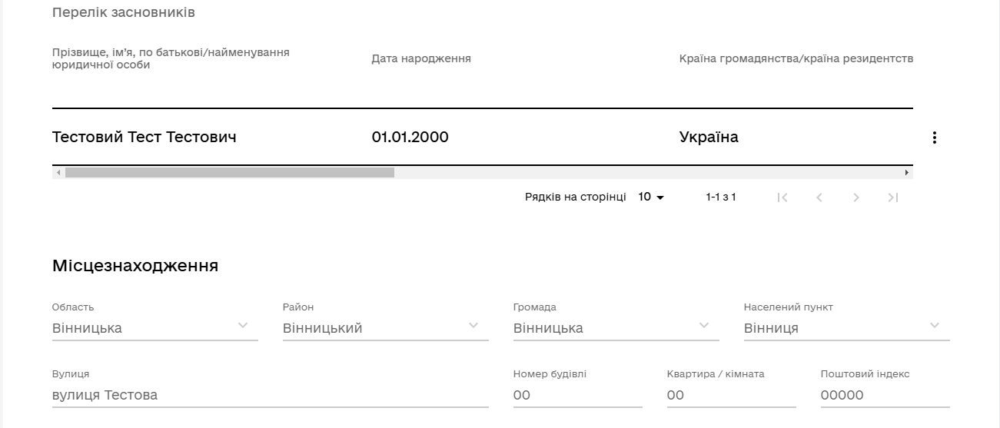 Перелік засновників
Прізвище, ім’я, по батькові/найменування
юридичної особи
Дата народження
Країна громадянства/країна резидентств
Тестовий Тест Тестович 01.01.2000 Україна
Рядків на сторінці 10 1-1 з 1
Місцезнаходження
Область Район Громада Населений пункт
Вінницька Вінницький Вінницька Вінниця
Вулиця Номер будівлі Квартира / кімната Поштовий індекс
вулиця Тестова 00 00 00000